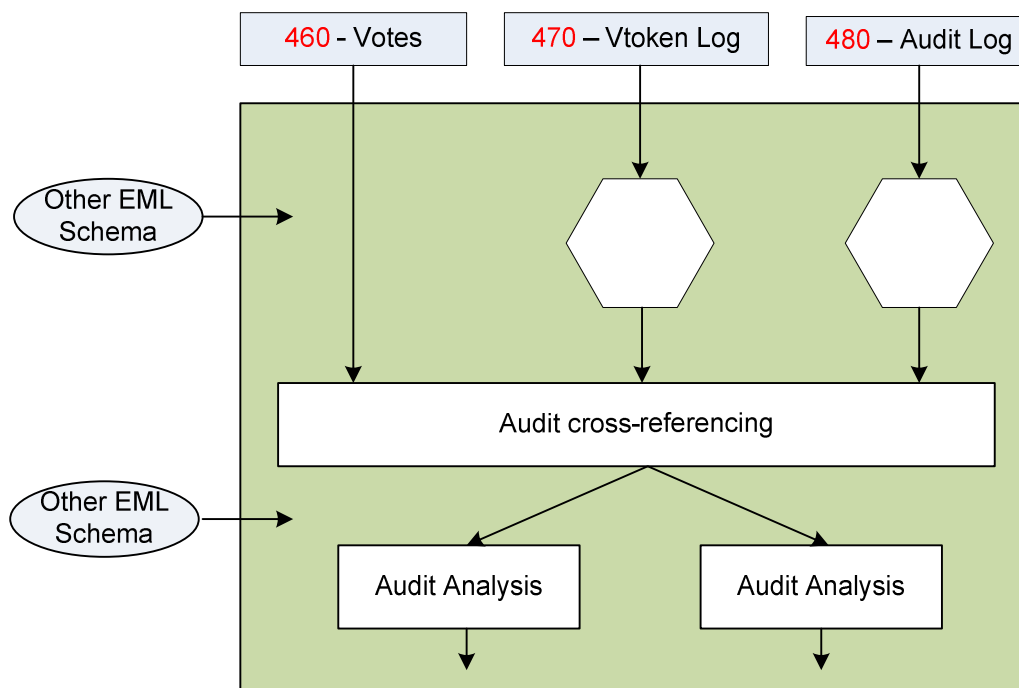 460 - Votes
470 – Vtoken Log
480 – Audit Log
Other EML
Schema
Audit cross-referencing
Other EML
Schema
Audit Analysis
Audit Analysis